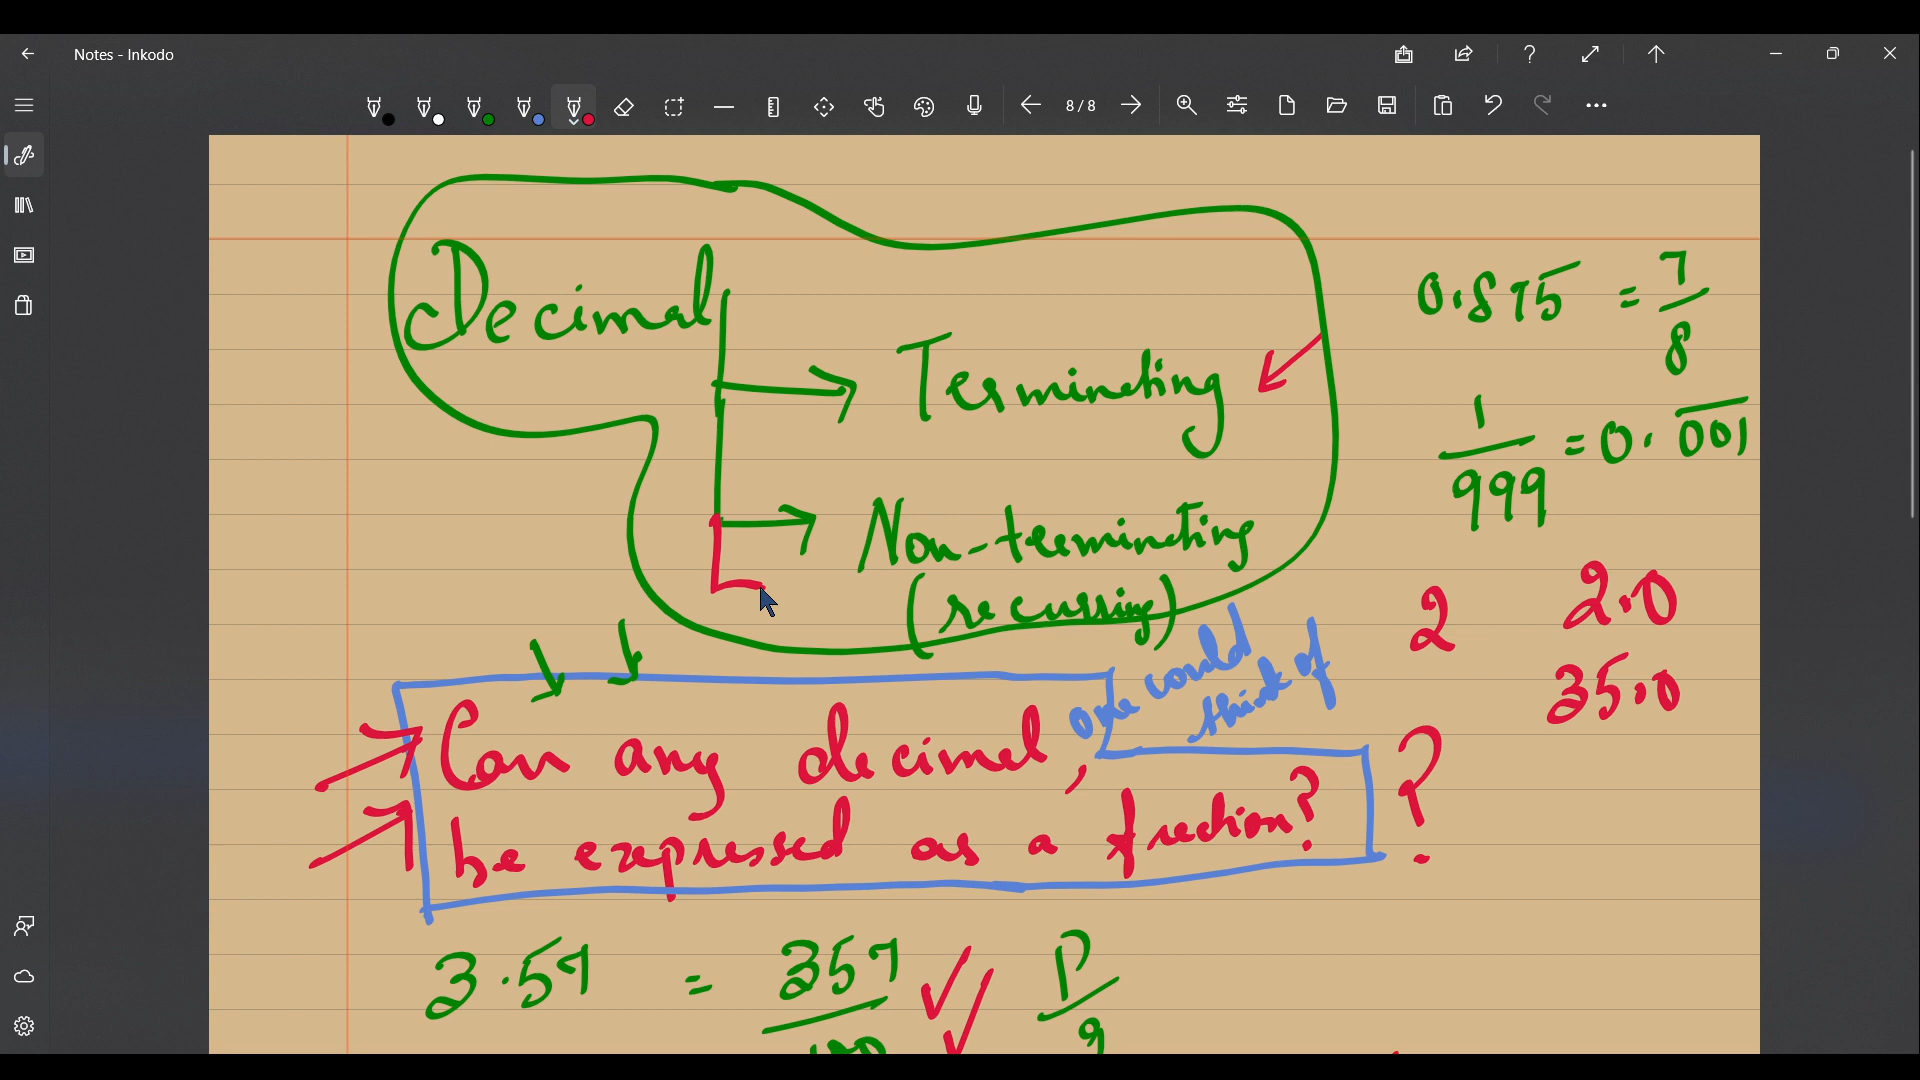 Notes - Inkodo
8 / 8
Decimal
Terminating
Non-terminating
(recurring)
0.875 = 7/8
1/999 = 0.001
2 2.0
35.0
one could
think of
Can any decimal,
be expressed as a fraction? ?
3.57 = 357/100 P/q